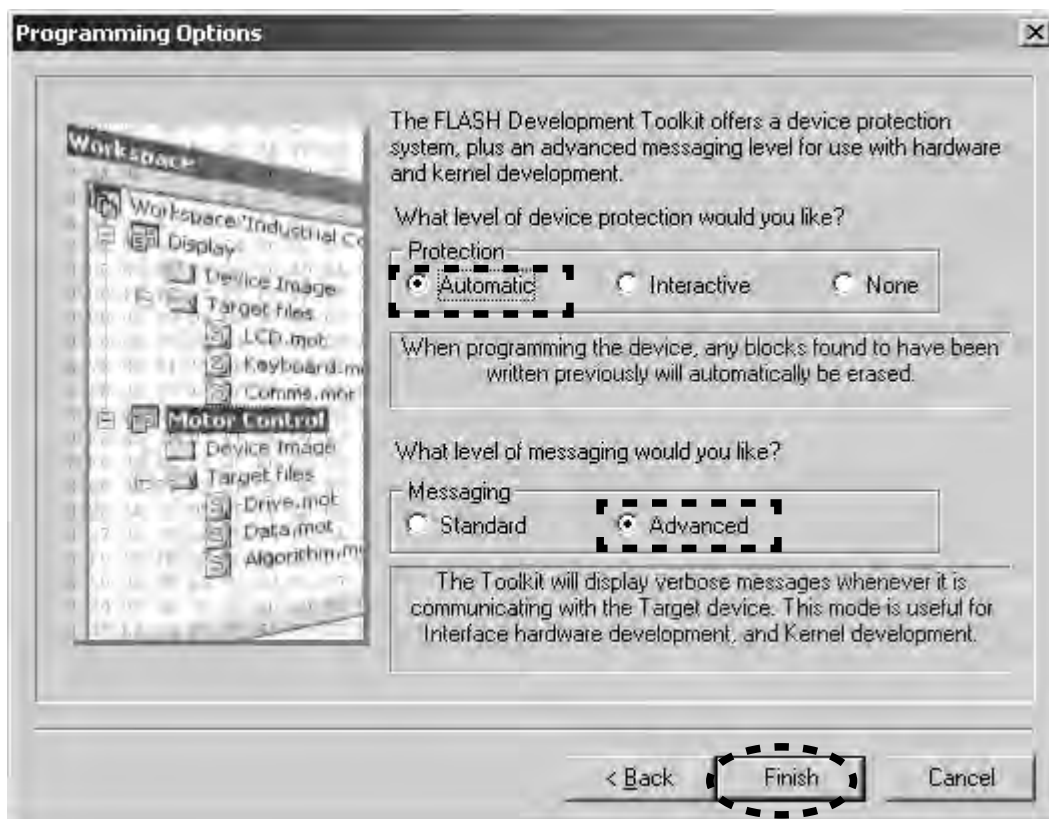 Programming Options
Workspace
Workspace 'Industrial Co
Display
Device Image
Target files
LCD.mot
Keyboard.m
Comms.mot
Motor Control
Device Image
Target files
Drive.mot
Data.mot
Algorithm.m
The FLASH Development Toolkit offers a device protection
system, plus an advanced messaging level for use with hardware
and kernel development.
What level of device protection would you like?
Protection
Automatic Interactive None
When programming the device, any blocks found to have been
written previously will automatically be erased.
What level of messaging would you like?
Messaging
Standard Advanced
The Toolkit will display verbose messages whenever it is
communicating with the Target device. This mode is useful for
Interface hardware development, and Kernel development.
< Back Finish Cancel